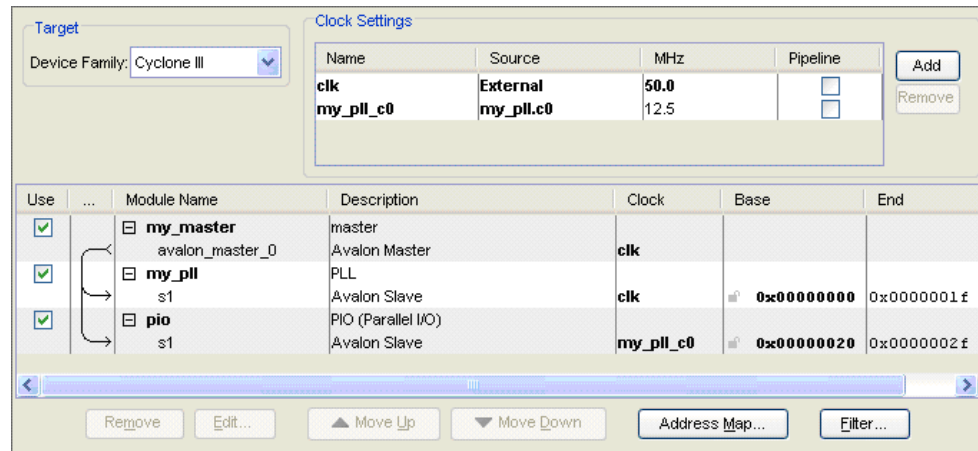 Target
Device Family: Cyclone III
Clock Settings
Name Source MHz Pipeline
clk External 50.0
my_pll_c0 my_pll.c0 12.5
Add
Remove
Use ... Module Name Description Clock Base End
my_master master
avalon_master_0 Avalon Master clk
my_pll PLL
s1 Avalon Slave clk 0x00000000 0x0000001f
pio PIO (Parallel I/O)
s1 Avalon Slave my_pll_c0 0x00000020 0x0000002f
Remove Edit... Move Up Move Down Address Map... Filter...